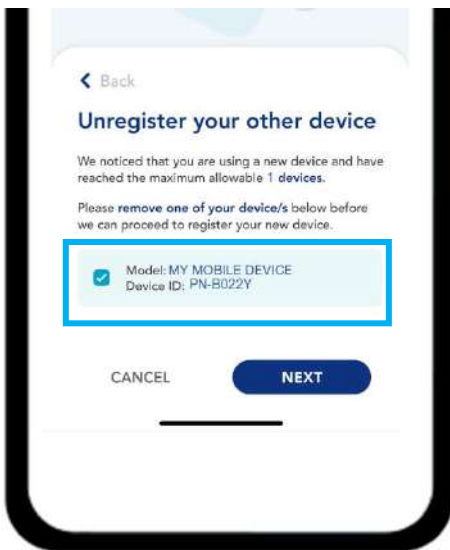 Back
Unregister your other device
We noticed that you are using a new device and have
reached the maximum allowable 1 devices.
Please remove one of your device/s below before
we can proceed to register your new device.
Model: MY MOBILE DEVICE
Device ID: PN-B022Y
CANCEL NEXT